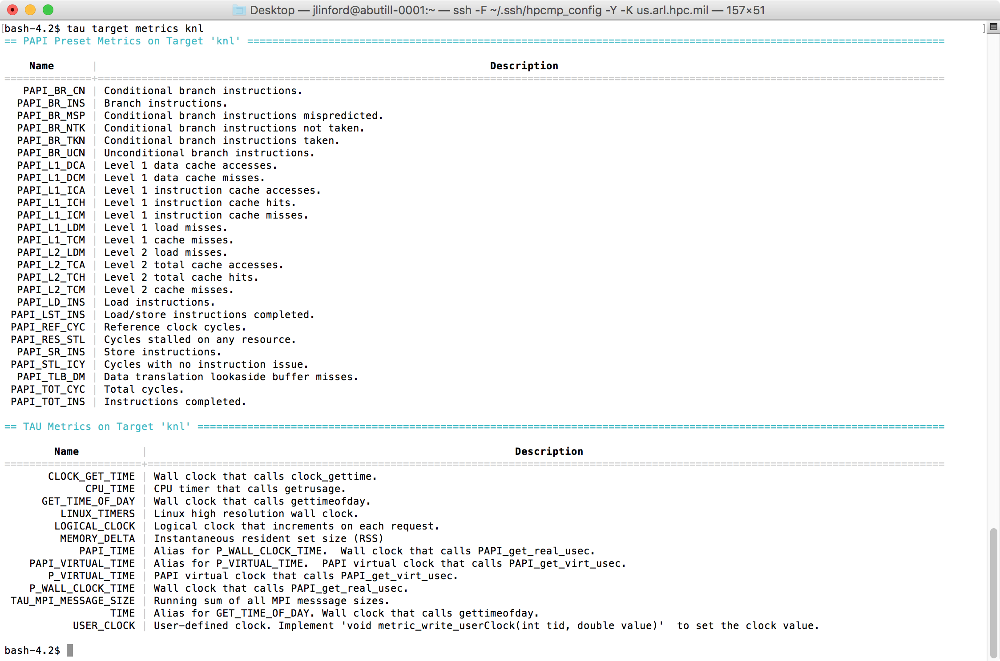 Desktop — jlinford@abutill-0001:~ — ssh -F ~/.ssh/hpcmp_config -Y -K us.arl.hpc.mil — 157×51
[bash-4.2$ tau target metrics knl ]
== PAPI Preset Metrics on Target 'knl' ================================================================================================================
Name | Description
==============+========================================================================================================================================
PAPI_BR_CN | Conditional branch instructions.
PAPI_BR_INS | Branch instructions.
PAPI_BR_MSP | Conditional branch instructions mispredicted.
PAPI_BR_NTK | Conditional branch instructions not taken.
PAPI_BR_TKN | Conditional branch instructions taken.
PAPI_BR_UCN | Unconditional branch instructions.
PAPI_L1_DCA | Level 1 data cache accesses.
PAPI_L1_DCM | Level 1 data cache misses.
PAPI_L1_ICA | Level 1 instruction cache accesses.
PAPI_L1_ICH | Level 1 instruction cache hits.
PAPI_L1_ICM | Level 1 instruction cache misses.
PAPI_L1_LDM | Level 1 load misses.
PAPI_L1_TCM | Level 1 cache misses.
PAPI_L2_LDM | Level 2 load misses.
PAPI_L2_TCA | Level 2 total cache accesses.
PAPI_L2_TCH | Level 2 total cache hits.
PAPI_L2_TCM | Level 2 cache misses.
PAPI_LD_INS | Load instructions.
PAPI_LST_INS | Load/store instructions completed.
PAPI_REF_CYC | Reference clock cycles.
PAPI_RES_STL | Cycles stalled on any resource.
PAPI_SR_INS | Store instructions.
PAPI_STL_ICY | Cycles with no instruction issue.
PAPI_TLB_DM | Data translation lookaside buffer misses.
PAPI_TOT_CYC | Total cycles.
PAPI_TOT_INS | Instructions completed.
== TAU Metrics on Target 'knl' ========================================================================================================================
Name | Description
======================+================================================================================================================================
CLOCK_GET_TIME | Wall clock that calls clock_gettime.
CPU_TIME | CPU timer that calls getrusage.
GET_TIME_OF_DAY | Wall clock that calls gettimeofday.
LINUX_TIMERS | Linux high resolution wall clock.
LOGICAL_CLOCK | Logical clock that increments on each request.
MEMORY_DELTA | Instantaneous resident set size (RSS)
PAPI_TIME | Alias for P_WALL_CLOCK_TIME.  Wall clock that calls PAPI_get_real_usec.
PAPI_VIRTUAL_TIME | Alias for P_VIRTUAL_TIME.  PAPI virtual clock that calls PAPI_get_virt_usec.
P_VIRTUAL_TIME | PAPI virtual clock that calls PAPI_get_virt_usec.
P_WALL_CLOCK_TIME | Wall clock that calls PAPI_get_real_usec.
TAU_MPI_MESSAGE_SIZE | Running sum of all MPI messsage sizes.
TIME | Alias for GET_TIME_OF_DAY. Wall clock that calls gettimeofday.
USER_CLOCK | User-defined clock. Implement 'void metric_write_userClock(int tid, double value)'  to set the clock value.
bash-4.2$